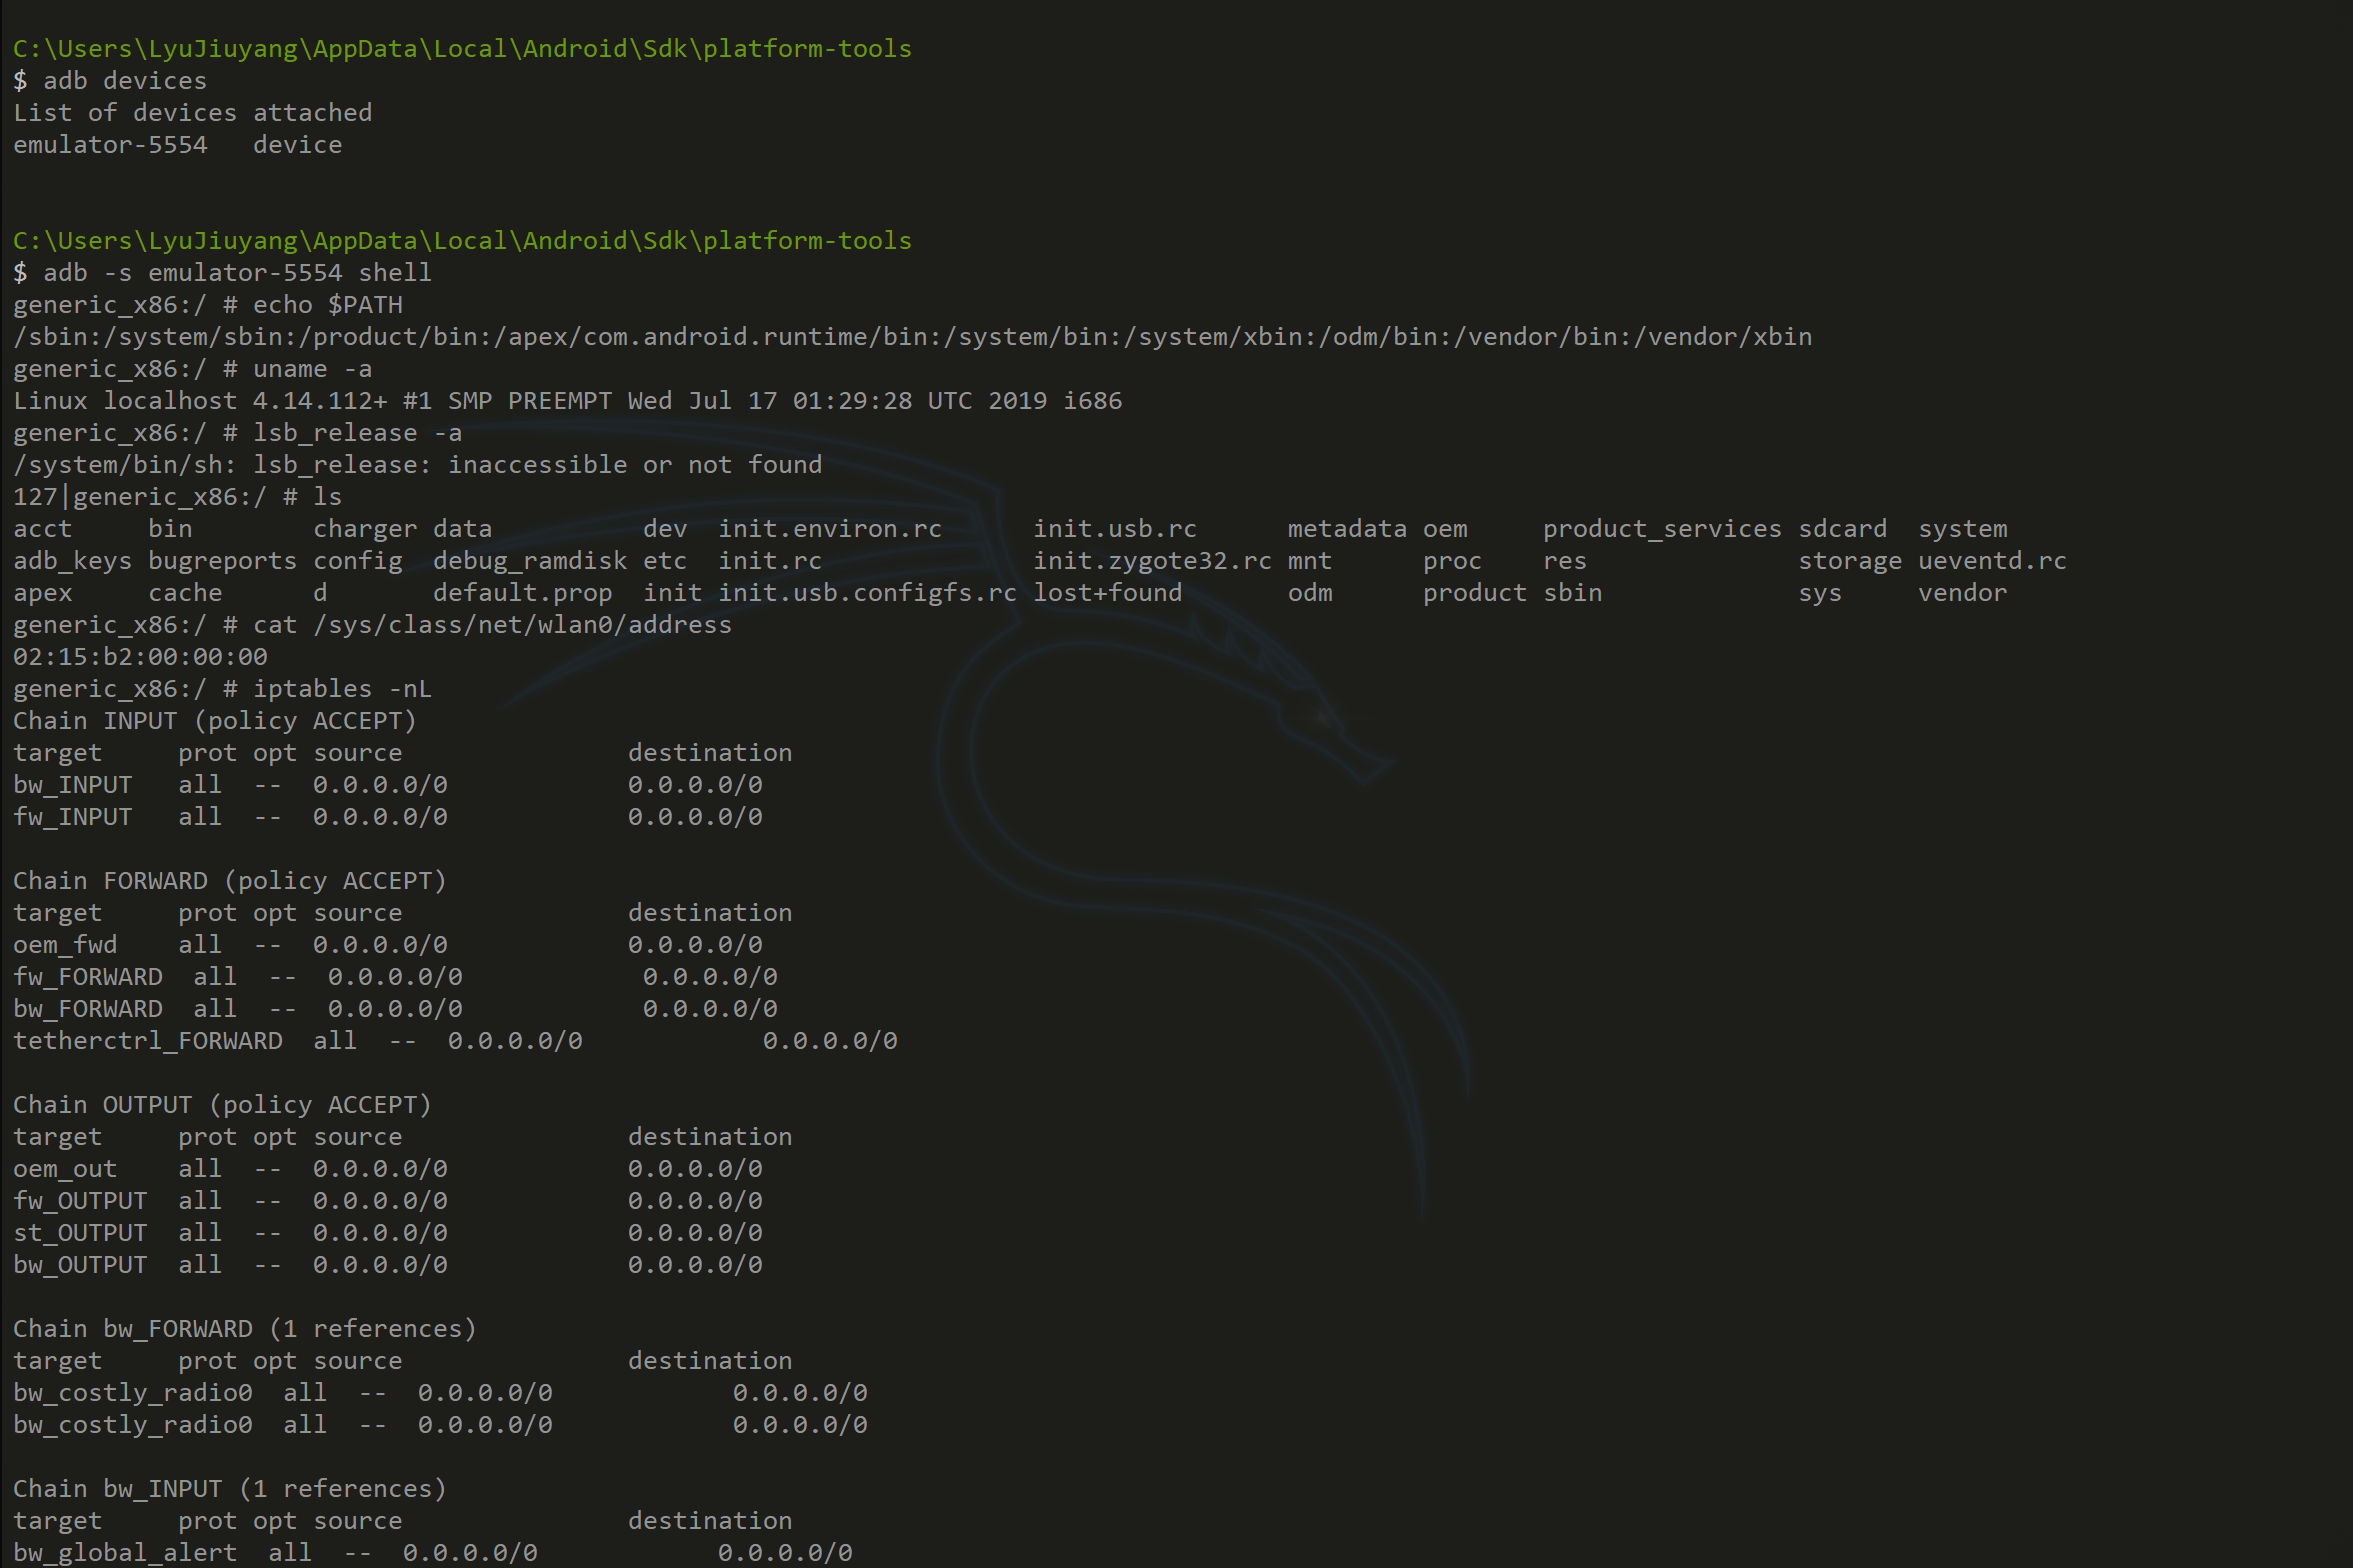 C:\Users\LyuJiuyang\AppData\Local\Android\Sdk\platform-tools
$ adb devices
List of devices attached
emulator-5554   device
C:\Users\LyuJiuyang\AppData\Local\Android\Sdk\platform-tools
$ adb -s emulator-5554 shell
generic_x86:/ # echo $PATH
/sbin:/system/sbin:/product/bin:/apex/com.android.runtime/bin:/system/bin:/system/xbin:/odm/bin:/vendor/bin:/vendor/xbin
generic_x86:/ # uname -a
Linux localhost 4.14.112+ #1 SMP PREEMPT Wed Jul 17 01:29:28 UTC 2019 i686
generic_x86:/ # lsb_release -a
/system/bin/sh: lsb_release: inaccessible or not found
127|generic_x86:/ # ls
acct     bin        charger data          dev  init.environ.rc      init.usb.rc      metadata oem     product_services sdcard  system
adb_keys bugreports config  debug_ramdisk etc  init.rc              init.zygote32.rc mnt      proc    res              storage ueventd.rc
apex     cache      d       default.prop  init init.usb.configfs.rc lost+found       odm      product sbin             sys     vendor
generic_x86:/ # cat /sys/class/net/wlan0/address
02:15:b2:00:00:00
generic_x86:/ # iptables -nL
Chain INPUT (policy ACCEPT)
target     prot opt source               destination
bw_INPUT   all  --  0.0.0.0/0            0.0.0.0/0
fw_INPUT   all  --  0.0.0.0/0            0.0.0.0/0
Chain FORWARD (policy ACCEPT)
target     prot opt source               destination
oem_fwd    all  --  0.0.0.0/0            0.0.0.0/0
fw_FORWARD  all  --  0.0.0.0/0            0.0.0.0/0
bw_FORWARD  all  --  0.0.0.0/0            0.0.0.0/0
tetherctrl_FORWARD  all  --  0.0.0.0/0            0.0.0.0/0
Chain OUTPUT (policy ACCEPT)
target     prot opt source               destination
oem_out    all  --  0.0.0.0/0            0.0.0.0/0
fw_OUTPUT  all  --  0.0.0.0/0            0.0.0.0/0
st_OUTPUT  all  --  0.0.0.0/0            0.0.0.0/0
bw_OUTPUT  all  --  0.0.0.0/0            0.0.0.0/0
Chain bw_FORWARD (1 references)
target     prot opt source               destination
bw_costly_radio0  all  --  0.0.0.0/0            0.0.0.0/0
bw_costly_radio0  all  --  0.0.0.0/0            0.0.0.0/0
Chain bw_INPUT (1 references)
target     prot opt source               destination
bw_global_alert  all  --  0.0.0.0/0            0.0.0.0/0